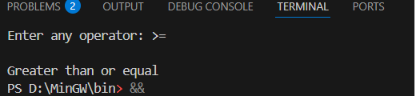 PROBLEMS 2 OUTPUT DEBUG CONSOLE TERMINAL PORTS
Enter any operator: >=
Greater than or equal
PS D:\MinGW\bin> &&